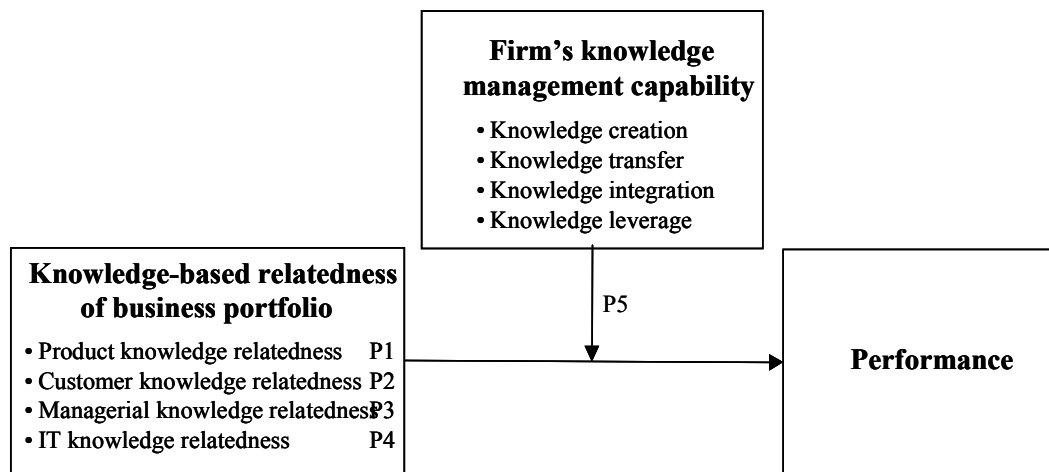 Firm’s knowledge
management capability
• Knowledge creation
• Knowledge transfer
• Knowledge integration
• Knowledge leverage
Knowledge-based relatedness
of business portfolio
• Product knowledge relatedness P1
• Customer knowledge relatedness P2
• Managerial knowledge relatedness P3
• IT knowledge relatedness P4
P5
Performance